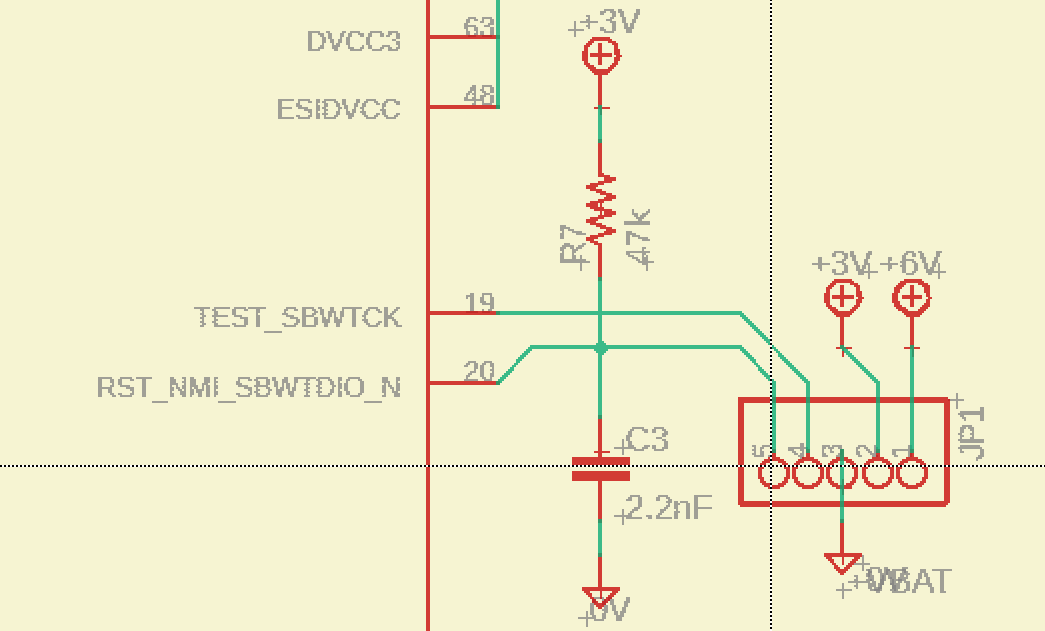 63
+3V
DVCC3
48
ESIDVCC
R7
47k
+3V
+6V
19
TEST_SBWTCK
20
RST_NMI_SBWTDIO_N
C3
JP1
5
4
3
2
1
2.2nF
0V